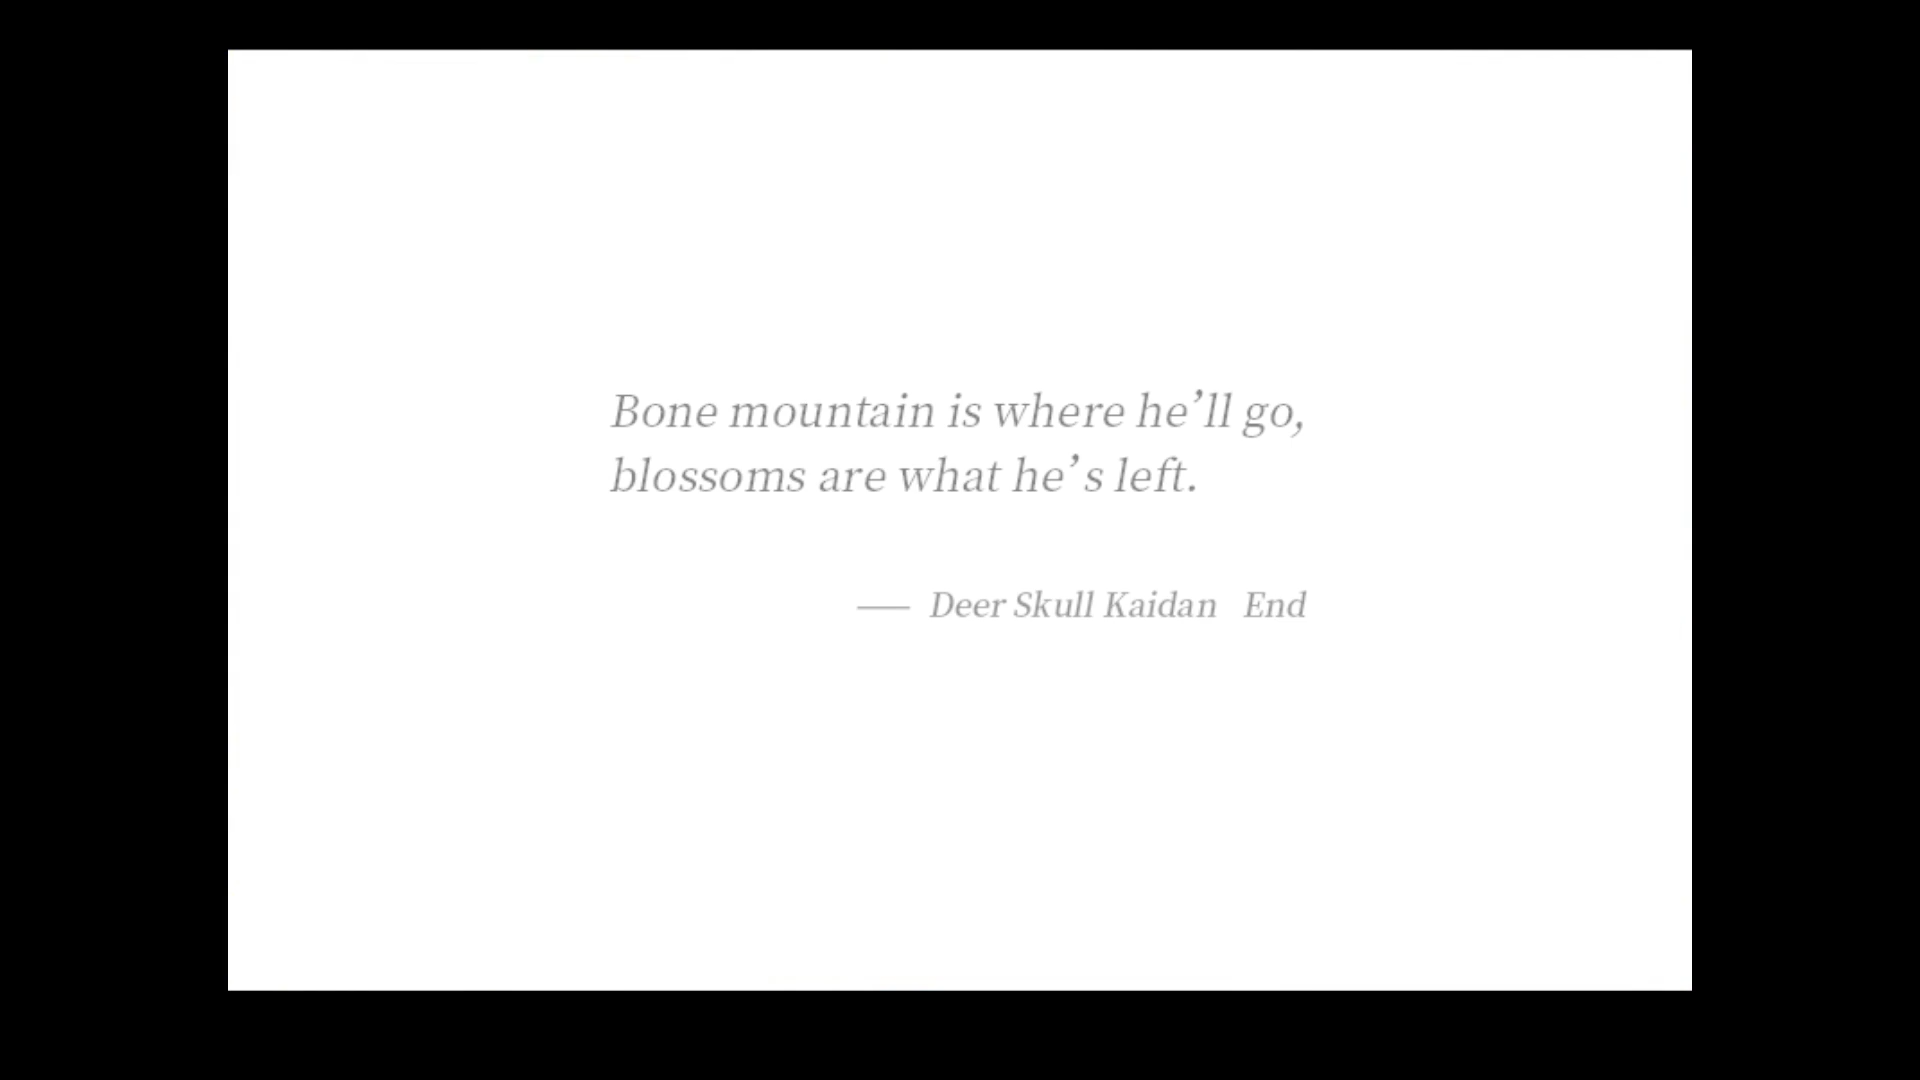 Bone mountain is where he’ll go,
blossoms are what he’s left.
— Deer Skull Kaidan End